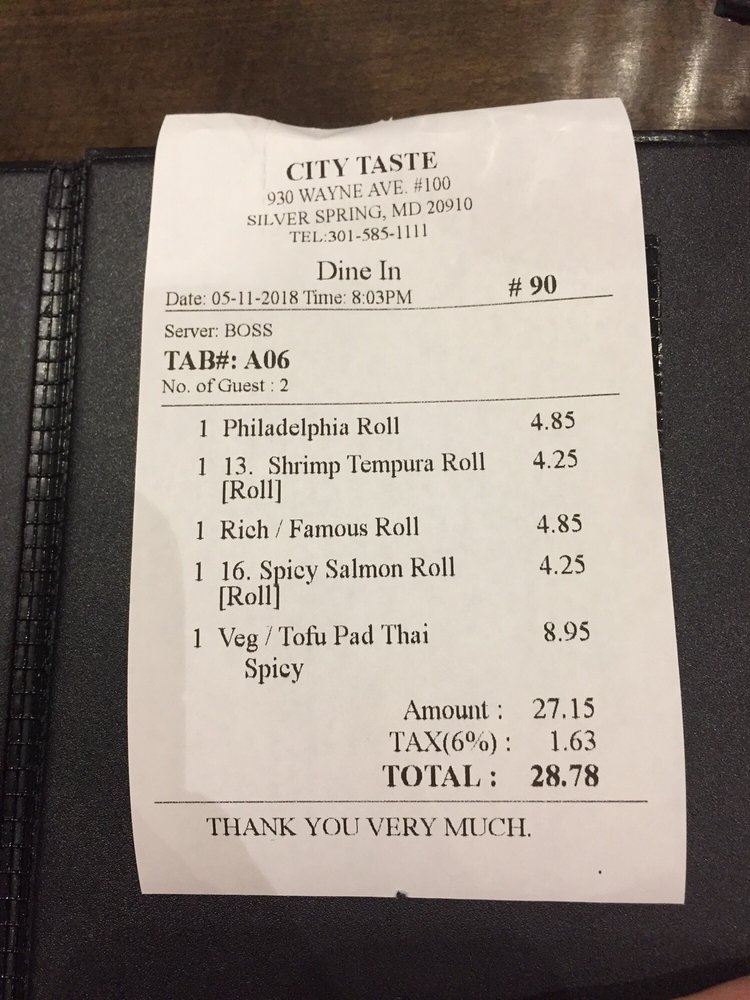 CITY TASTE
930 WAYNE AVE. #100
SILVER SPRING, MD 20910
TEL:301-585-1111
Dine In
Date: 05-11-2018 Time: 8:03PM # 90
Server: BOSS
TAB#: A06
No. of Guest : 2
1 Philadelphia Roll 4.85
1 13. Shrimp Tempura Roll 4.25
[Roll]
1 Rich / Famous Roll 4.85
1 16. Spicy Salmon Roll 4.25
[Roll]
1 Veg / Tofu Pad Thai 8.95
Spicy
Amount : 27.15
TAX(6%) : 1.63
TOTAL : 28.78
THANK YOU VERY MUCH.